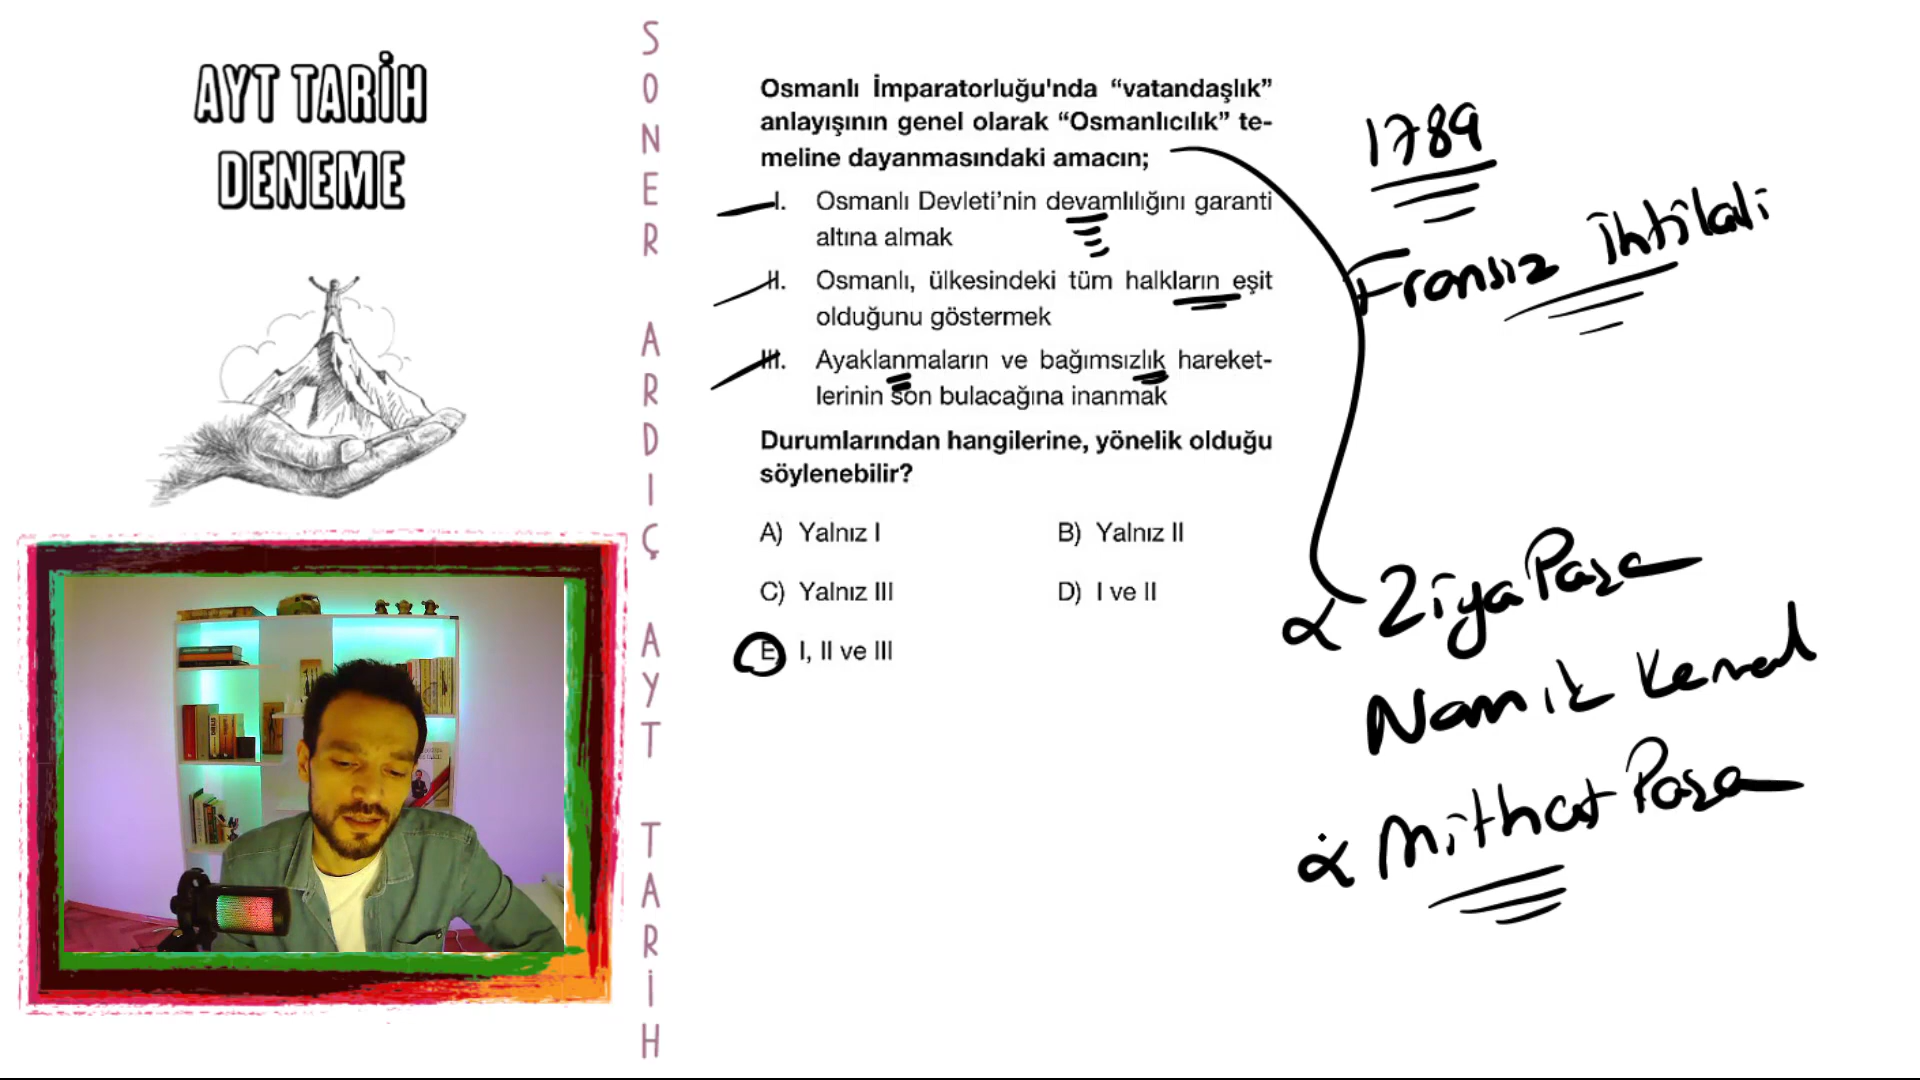 AYT TARİH
DENEME
SONER ARDIÇ AYT TARİH
Osmanlı İmparatorluğu'nda “vatandaşlık”
anlayışının genel olarak “Osmanlıcılık” te-
meline dayanmasındaki amacın;
I. Osmanlı Devleti’nin devamlılığını garanti
altına almak
II. Osmanlı, ülkesindeki tüm halkların eşit
olduğunu göstermek
III. Ayaklanmaların ve bağımsızlık hareket-
lerinin son bulacağına inanmak
Durumlarından hangilerine, yönelik olduğu
söylenebilir?
A) Yalnız I
B) Yalnız II
C) Yalnız III
D) I ve II
E) I, II ve III
1789
Fransız İhtilali
Ziya Paşa
Namık Kemal
Mithat Paşa